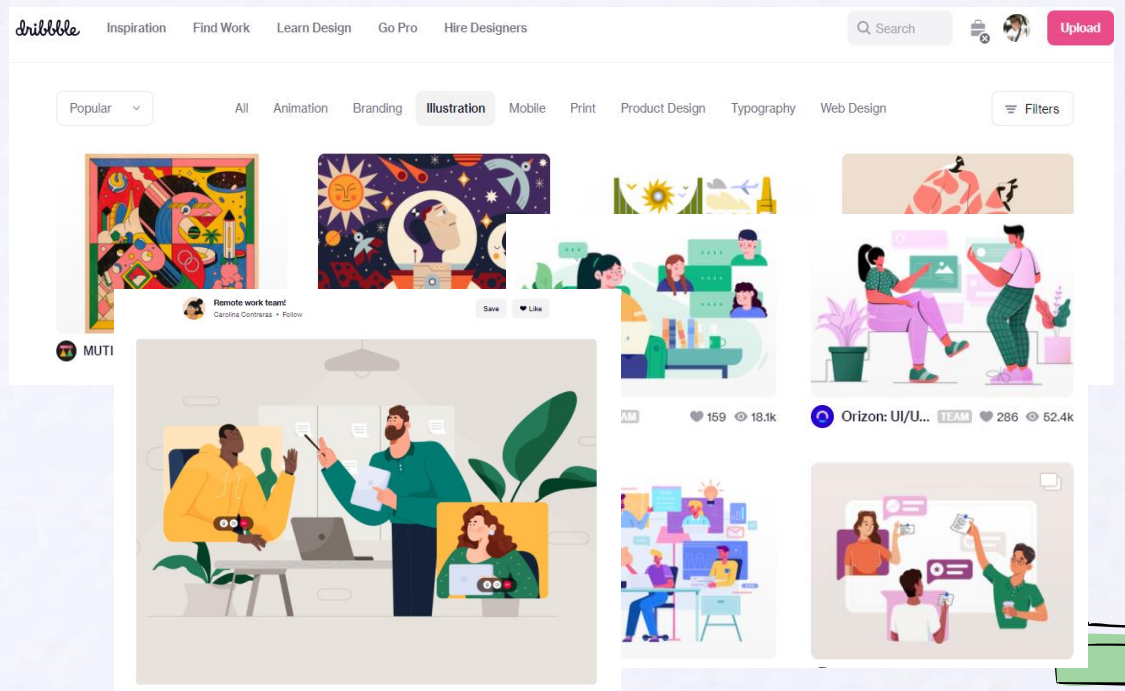 dribbble Inspiration Find Work Learn Design Go Pro Hire Designers Search Upload
Popular All Animation Branding Illustration Mobile Print Product Design Typography Web Design Filters
MUTI
Remote work team!
Carolina Contreras • Follow
Save Like
159 18.1k
Orizon: UI/U... TEAM 286 52.4k